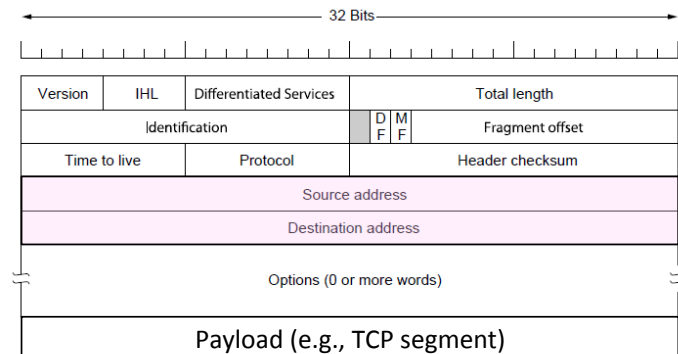 32 Bits
Version IHL Differentiated Services Total length
Identification D F M F Fragment offset
Time to live Protocol Header checksum
Source address
Destination address
Options (0 or more words)
Payload (e.g., TCP segment)